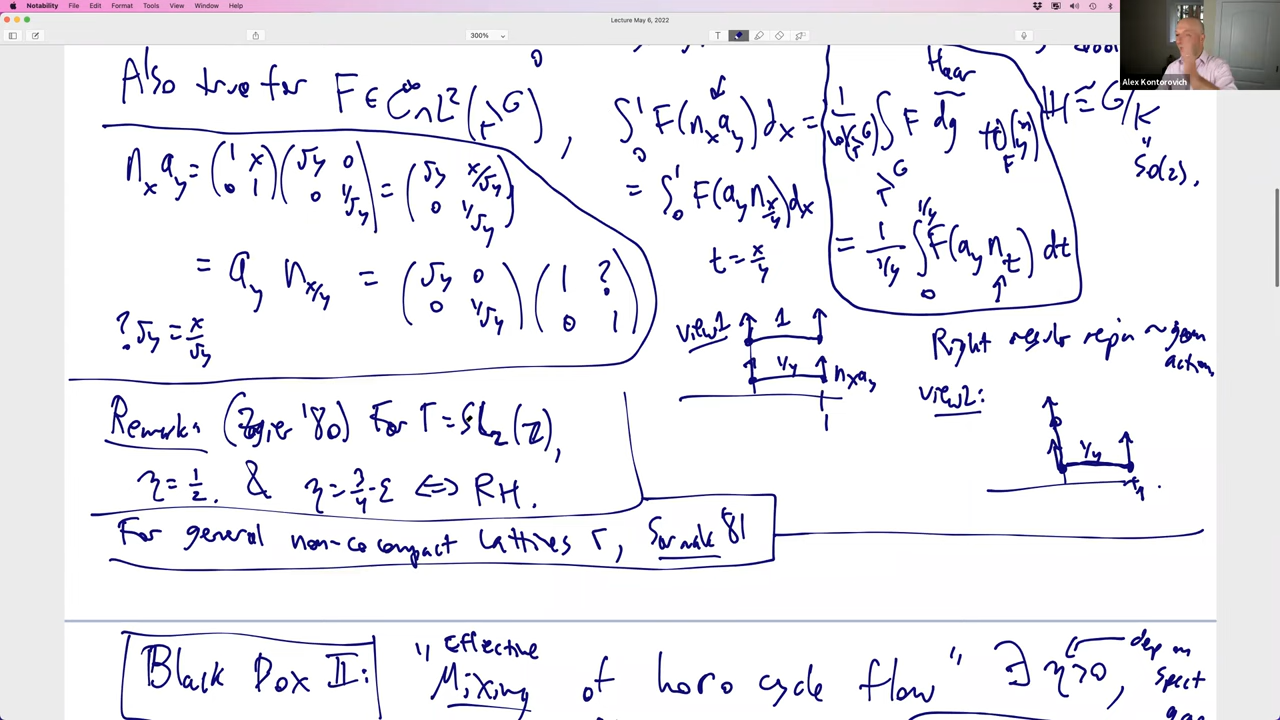 Notability File Edit Format Tools View Window Help
Lecture May 6, 2022
300%
Alex Kontorovich
Also true for F ∈ C^∞ ∩ L²(Γ\G),
∫₀¹ F(n_x a_y) dx = 1/vol(Γ\G) ∫_{Γ\G} F dg + O_F(y^η)
Haar
H ≅ G/K
SO(2).
n_x a_y = (1 x; 0 1)(√y 0; 0 1/√y) = (√y x/√y; 0 1/√y)
= ∫₀¹ F(a_y n_{x/y}) dx
t = x/y
= 1/(1/y) ∫₀^{1/y} F(a_y n_t) dt
= a_y n_{x/y} = (√y 0; 0 1/√y)(1 ?; 0 1)
?√y = x/√y
view 1
1
1/y
n_x a_y
1
Right regular rep'n ~ geom action
view 2:
1/y
Remarks (Zagier '80) For Γ = SL₂(ℤ),
η = 1/2. & η = 3/4 - ε ⟺ RH.
For general non-cocompact lattices Γ, Sarnak '81
Black Box II: "Effective Mixing of horocycle flow" ∃ η>0,
dep on spect gap